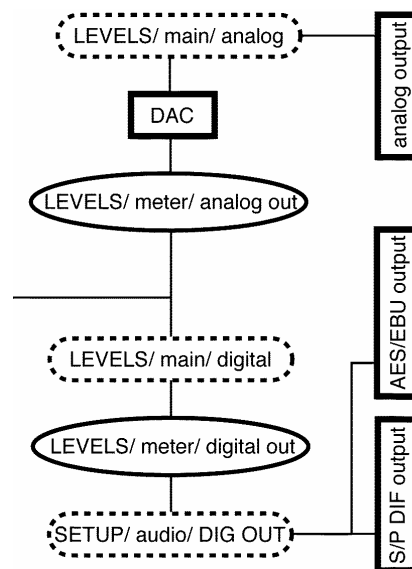 LEVELS/ main/ analog
analog output
DAC
LEVELS/ meter/ analog out
AES/EBU output
LEVELS/ main/ digital
LEVELS/ meter/ digital out
S/P DIF output
SETUP/ audio/ DIG OUT